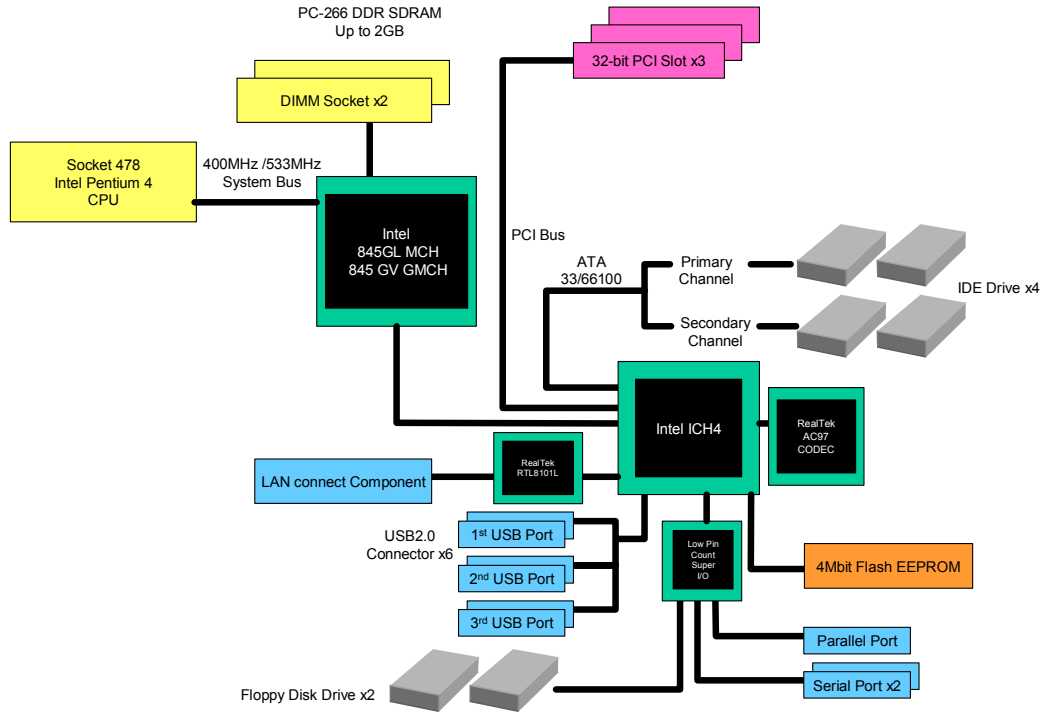 PC-266 DDR SDRAM
Up to 2GB
32-bit PCI Slot x3
DIMM Socket x2
Socket 478
Intel Pentium 4
CPU
400MHz /533MHz
System Bus
Intel
845GL MCH
845 GV GMCH
PCI Bus
ATA
33/66100
Primary
Channel
IDE Drive x4
Secondary
Channel
Intel ICH4
RealTek
AC97
CODEC
RealTek
RTL8101L
LAN connect Component
USB2.0
Connector x6
1st USB Port
2nd USB Port
3rd USB Port
Low Pin
Count
Super
I/O
4Mbit Flash EEPROM
Parallel Port
Serial Port x2
Floppy Disk Drive x2